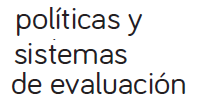 políticas y
sistemas
de evaluación